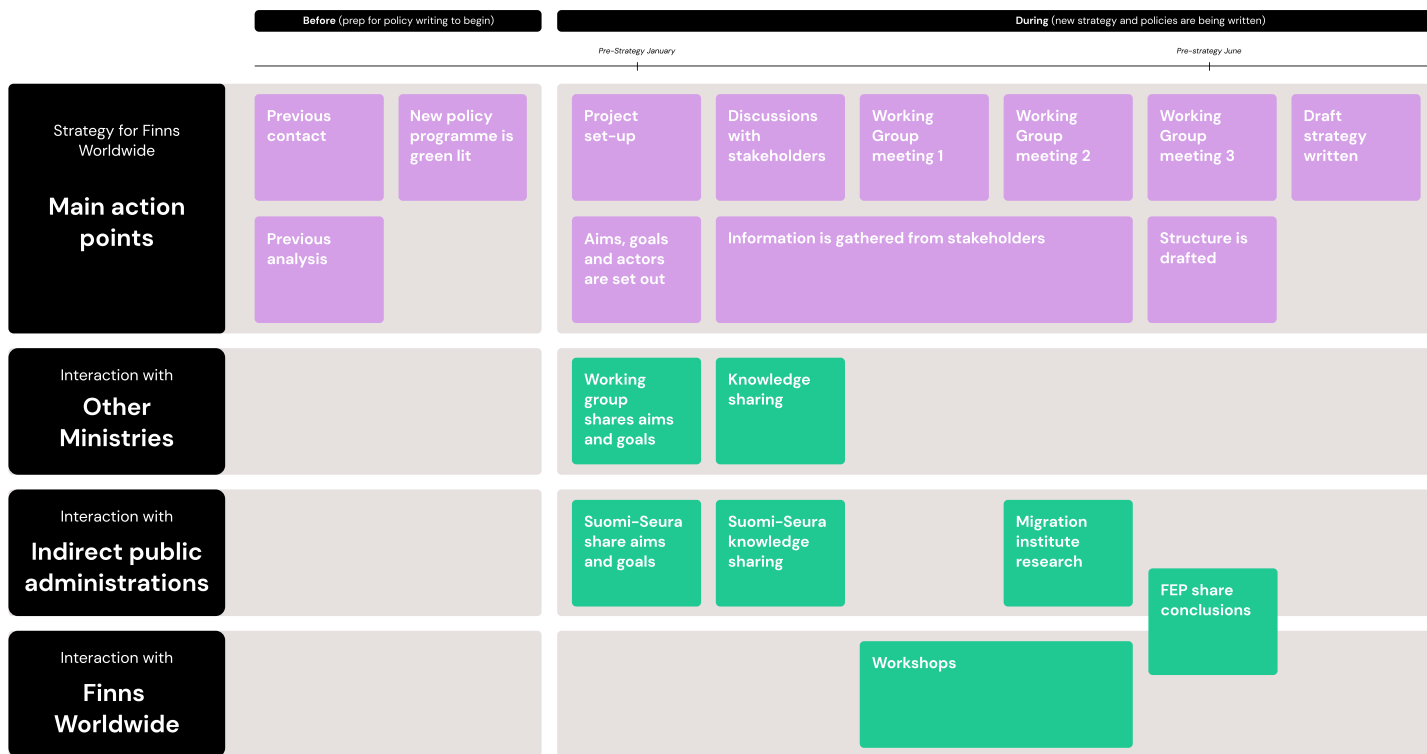 Before (prep for policy writing to begin)
During (new strategy and policies are being written)
Pre-Strategy January
Pre-strategy June
Strategy for Finns
Worldwide
Main action
points
Previous
contact
New policy
programme is
green lit
Project
set-up
Discussions
with
stakeholders
Working
Group
meeting 1
Working
Group
meeting 2
Working
Group
meeting 3
Draft
strategy
written
Previous
analysis
Aims, goals
and actors
are set out
Information is gathered from stakeholders
Structure is
drafted
Interaction with
Other
Ministries
Working
group
shares aims
and goals
Knowledge
sharing
Interaction with
Indirect public
administrations
Suomi-Seura
share aims
and goals
Suomi-Seura
knowledge
sharing
Migration
institute
research
FEP share
conclusions
Interaction with
Finns
Worldwide
Workshops